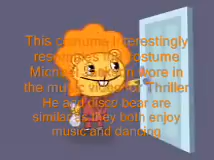 This costume interestingly
resembles the costume
Michael Jackson wore in
the music video for Thriller
He and disco bear are
similar as they both enjoy
music and dancing